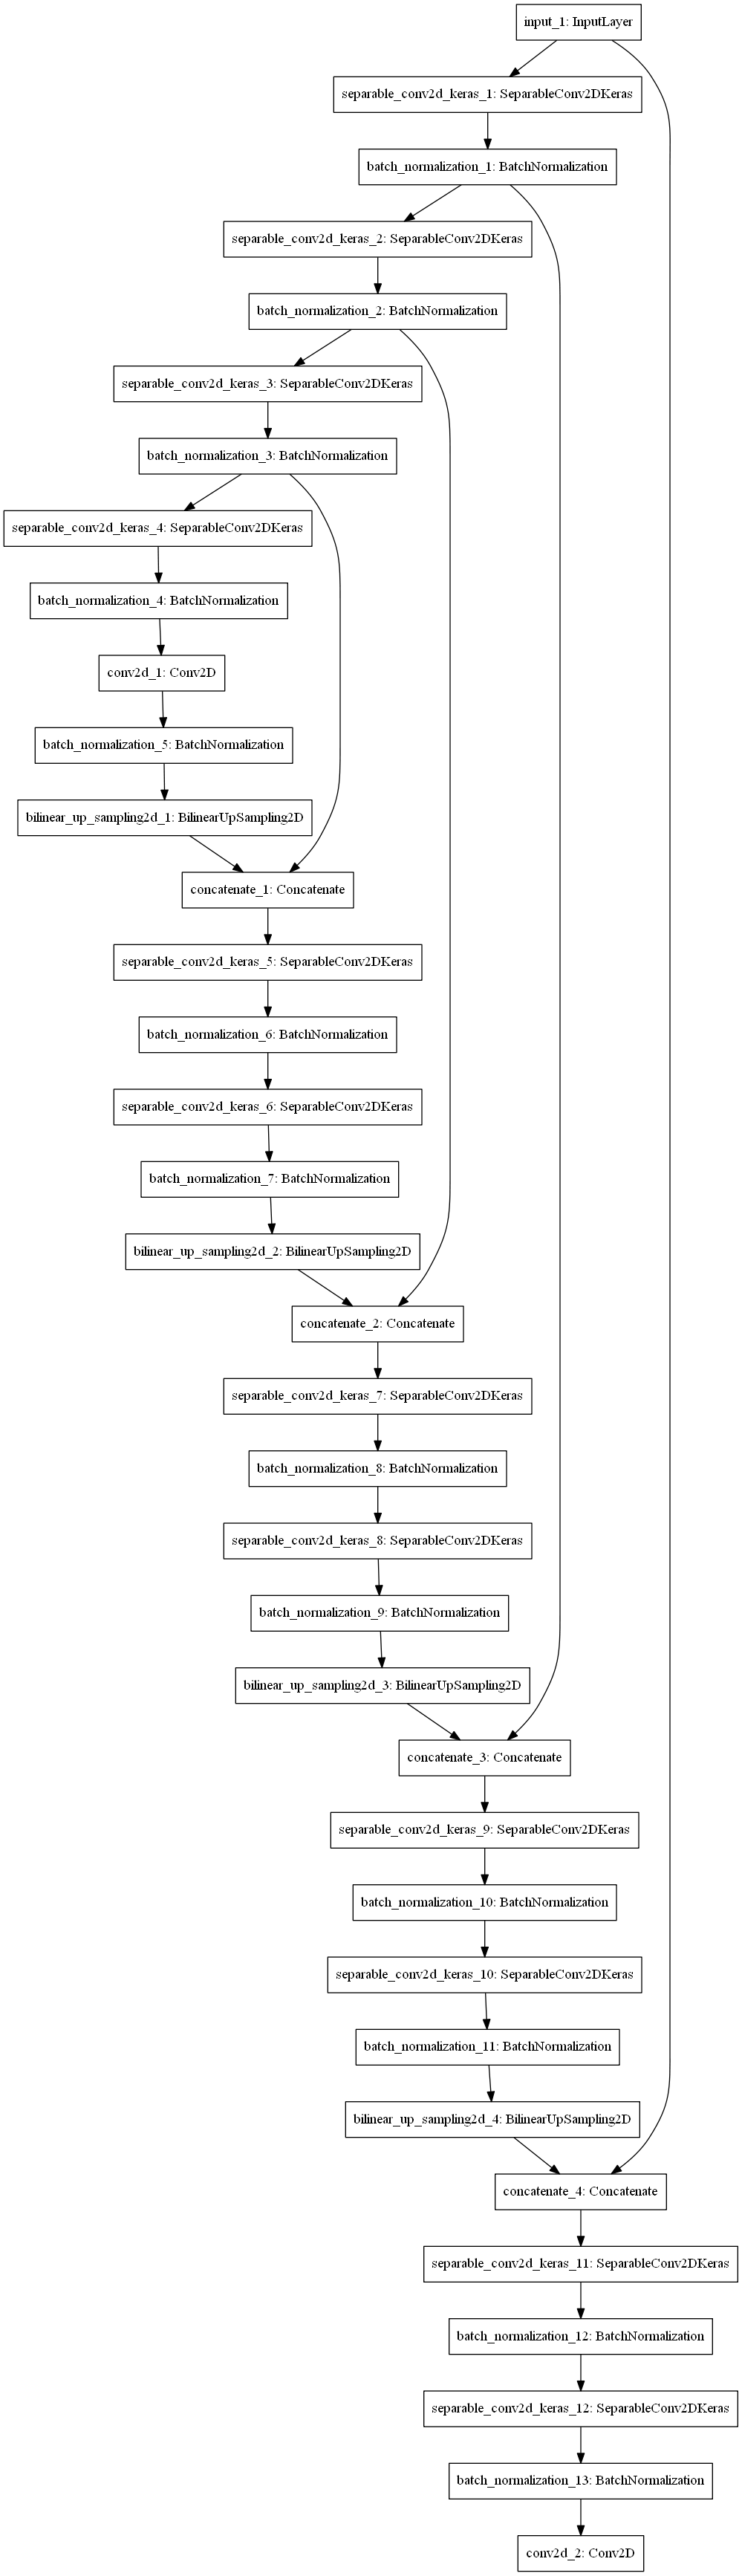 input_1: InputLayer
separable_conv2d_keras_1: SeparableConv2DKeras
batch_normalization_1: BatchNormalization
separable_conv2d_keras_2: SeparableConv2DKeras
batch_normalization_2: BatchNormalization
separable_conv2d_keras_3: SeparableConv2DKeras
batch_normalization_3: BatchNormalization
separable_conv2d_keras_4: SeparableConv2DKeras
batch_normalization_4: BatchNormalization
conv2d_1: Conv2D
batch_normalization_5: BatchNormalization
bilinear_up_sampling2d_1: BilinearUpSampling2D
concatenate_1: Concatenate
separable_conv2d_keras_5: SeparableConv2DKeras
batch_normalization_6: BatchNormalization
separable_conv2d_keras_6: SeparableConv2DKeras
batch_normalization_7: BatchNormalization
bilinear_up_sampling2d_2: BilinearUpSampling2D
concatenate_2: Concatenate
separable_conv2d_keras_7: SeparableConv2DKeras
batch_normalization_8: BatchNormalization
separable_conv2d_keras_8: SeparableConv2DKeras
batch_normalization_9: BatchNormalization
bilinear_up_sampling2d_3: BilinearUpSampling2D
concatenate_3: Concatenate
separable_conv2d_keras_9: SeparableConv2DKeras
batch_normalization_10: BatchNormalization
separable_conv2d_keras_10: SeparableConv2DKeras
batch_normalization_11: BatchNormalization
bilinear_up_sampling2d_4: BilinearUpSampling2D
concatenate_4: Concatenate
separable_conv2d_keras_11: SeparableConv2DKeras
batch_normalization_12: BatchNormalization
separable_conv2d_keras_12: SeparableConv2DKeras
batch_normalization_13: BatchNormalization
conv2d_2: Conv2D